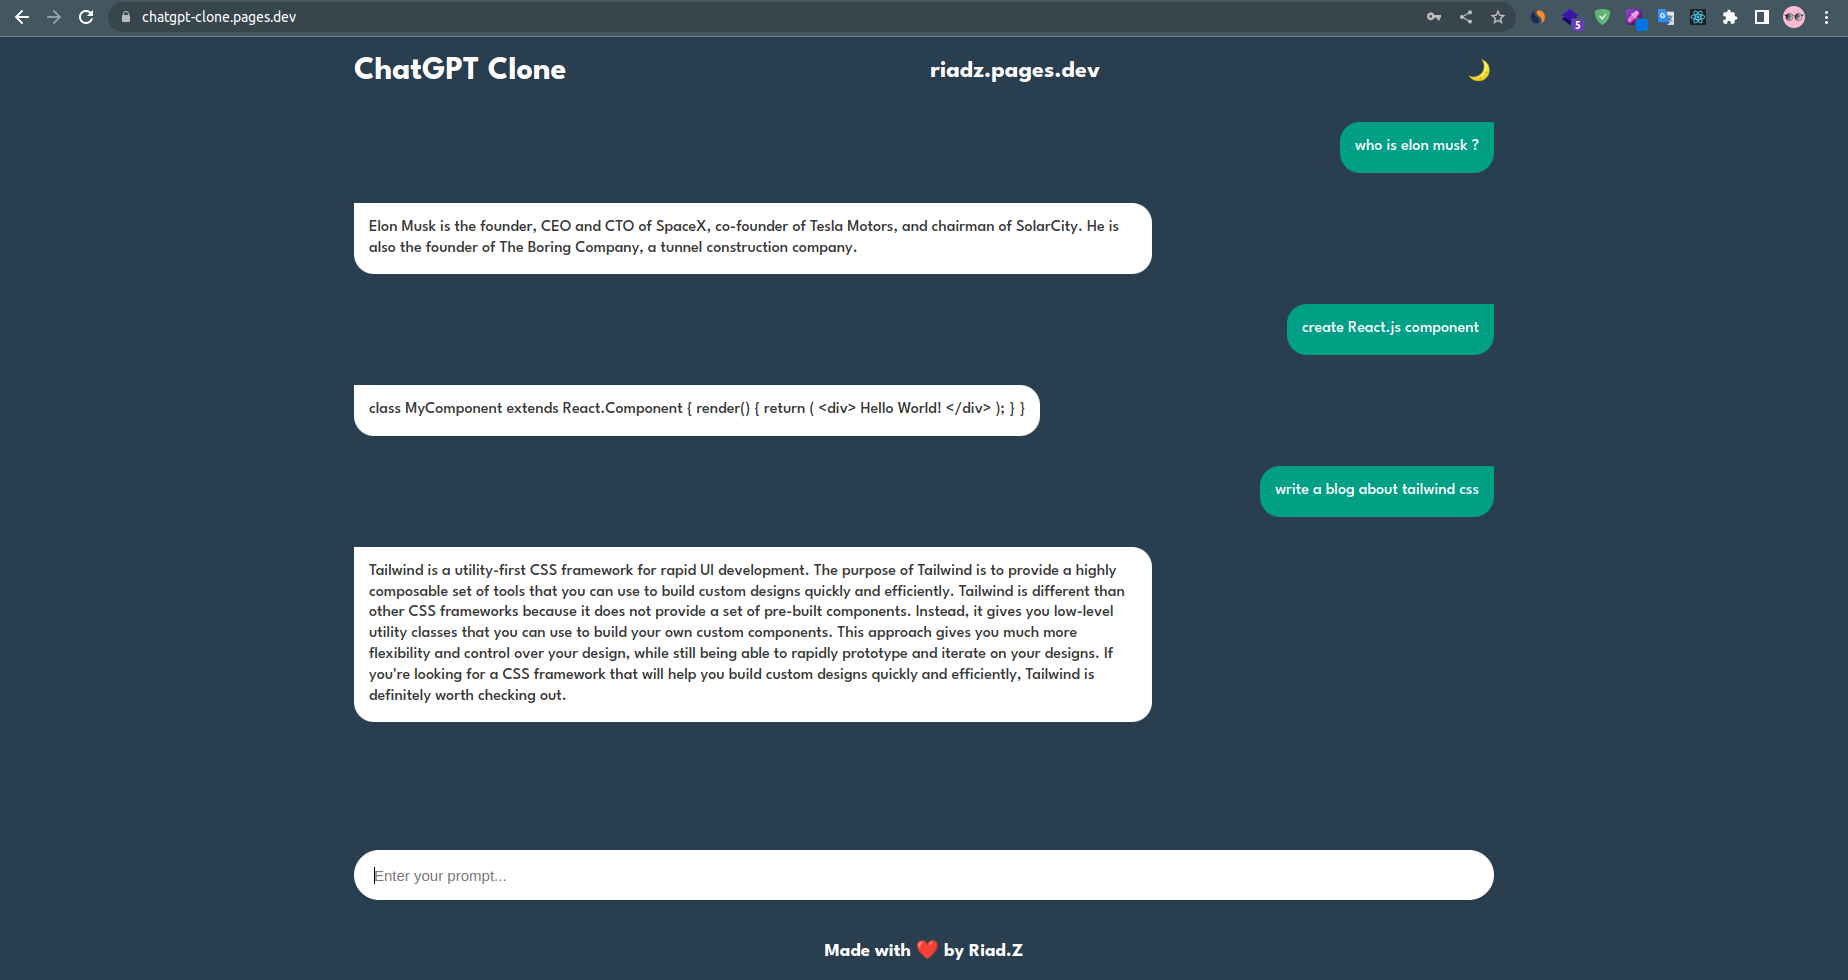 chatgpt-clone.pages.dev
5
G
ChatGPT Clone
riadz.pages.dev
who is elon musk ?
Elon Musk is the founder, CEO and CTO of SpaceX, co-founder of Tesla Motors, and chairman of SolarCity. He is
also the founder of The Boring Company, a tunnel construction company.
create React.js component
class MyComponent extends React.Component { render() { return ( <div> Hello World! </div> ); } }
write a blog about tailwind css
Tailwind is a utility-first CSS framework for rapid UI development. The purpose of Tailwind is to provide a highly
composable set of tools that you can use to build custom designs quickly and efficiently. Tailwind is different than
other CSS frameworks because it does not provide a set of pre-built components. Instead, it gives you low-level
utility classes that you can use to build your own custom components. This approach gives you much more
flexibility and control over your design, while still being able to rapidly prototype and iterate on your designs. If
you're looking for a CSS framework that will help you build custom designs quickly and efficiently, Tailwind is
definitely worth checking out.
Enter your prompt...
Made with ❤️ by Riad.Z